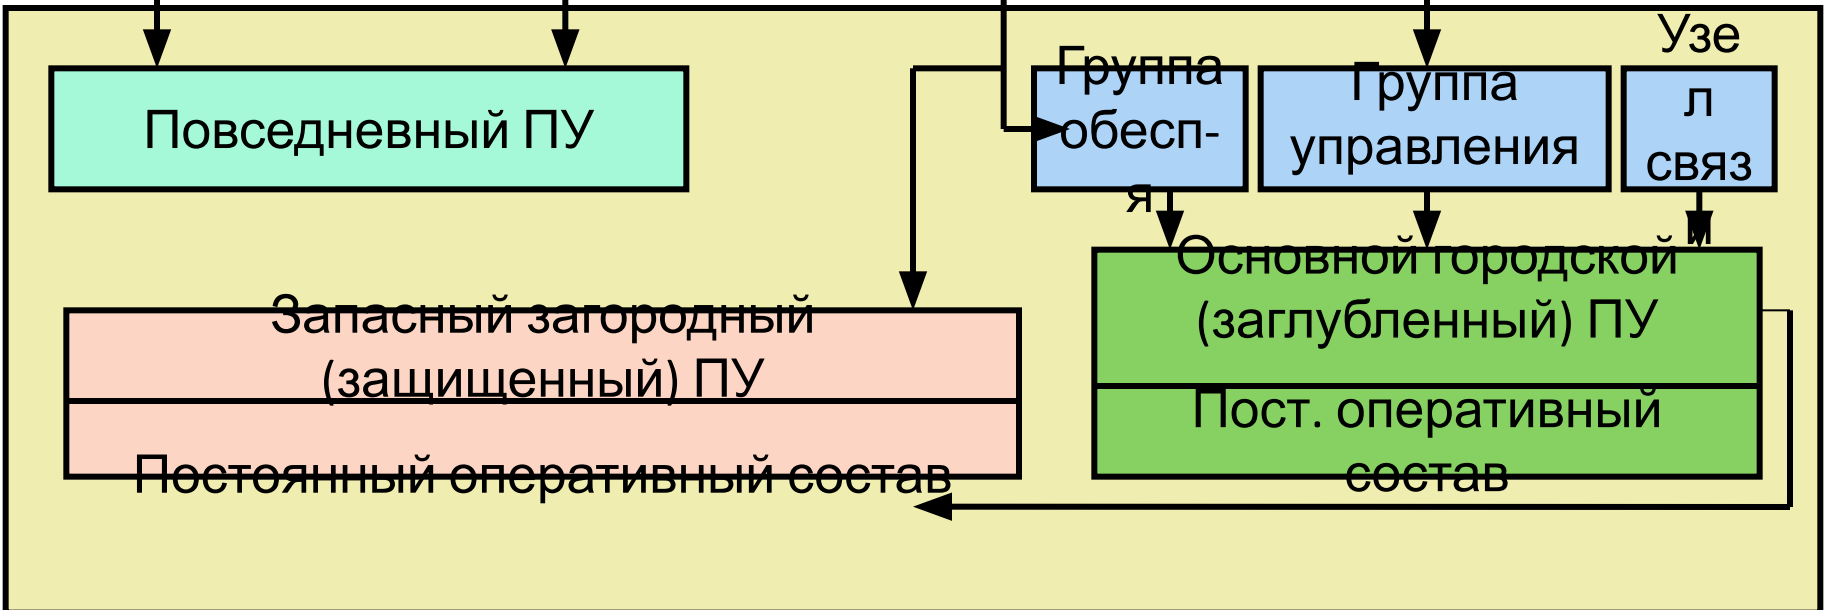 Повседневный ПУ
Группа
обесп-
я
Группа
управления
Узе
л
связ
и
Запасный загородный
(защищенный) ПУ
Постоянный оперативный состав
Основной городской
(заглубленный) ПУ
Пост. оперативный
состав